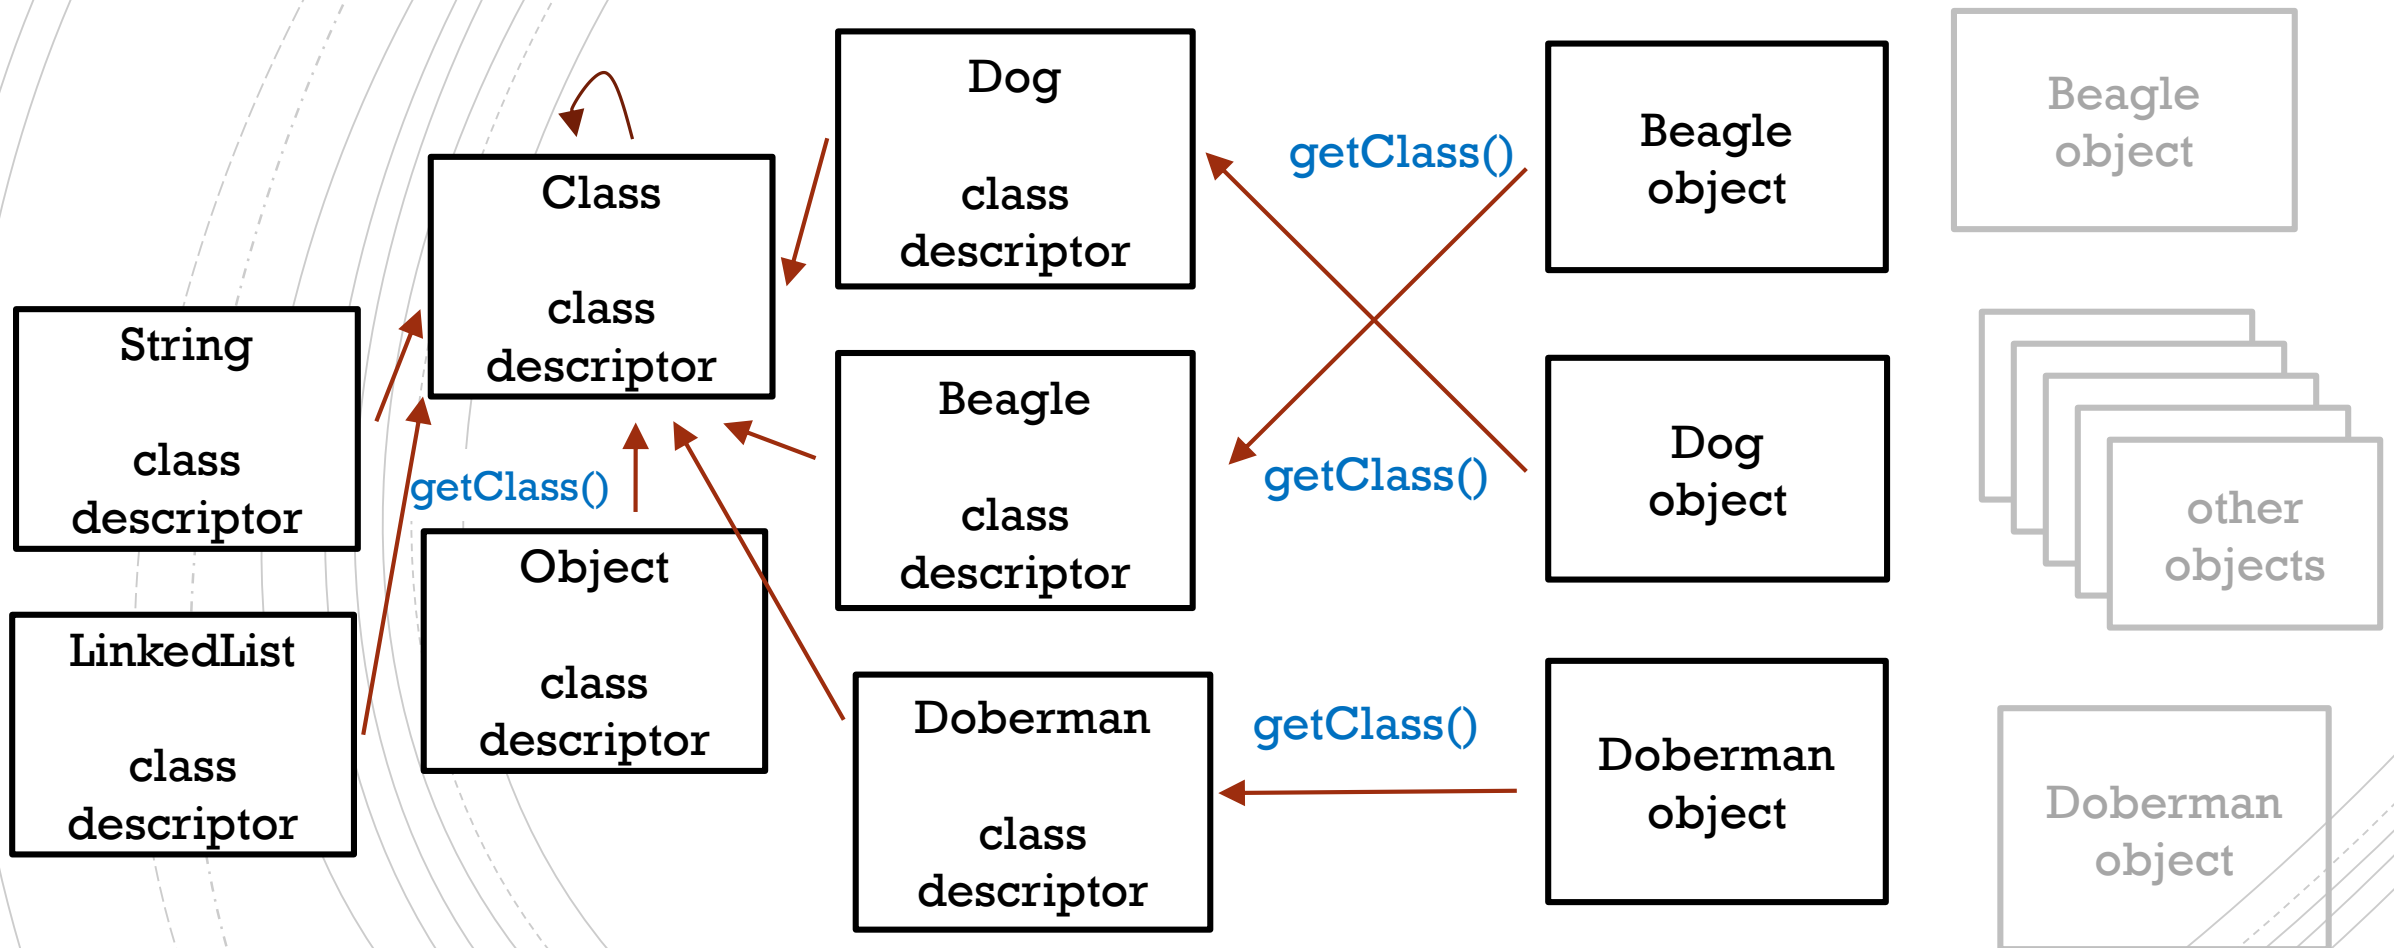 Dog
class
descriptor
Class
class
descriptor
String
class
descriptor
LinkedList
class
descriptor
getClass()
Object
class
descriptor
Beagle
class
descriptor
Doberman
class
descriptor
getClass()
getClass()
getClass()
Beagle
object
Dog
object
Doberman
object
Beagle
object
other
objects
Doberman
object